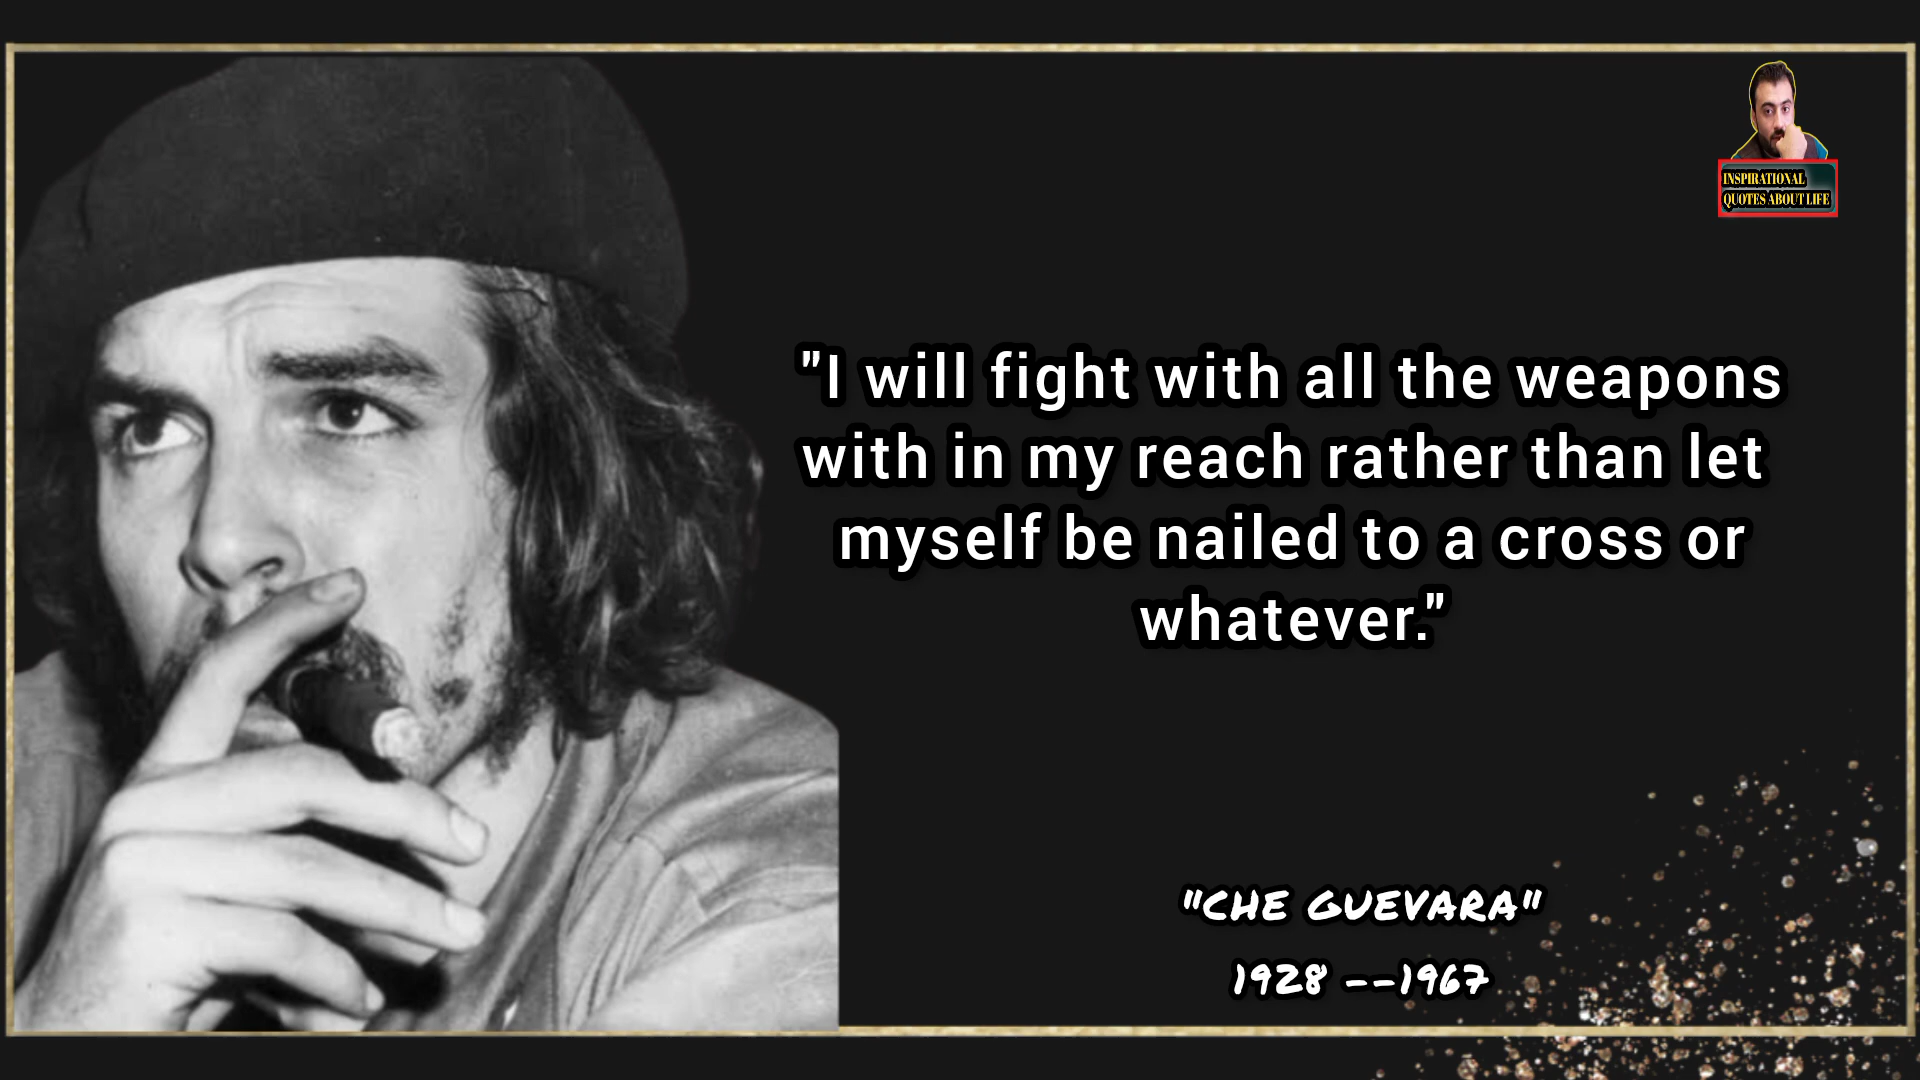 INSPIRATIONAL
QUOTES ABOUT LIFE
"I will fight with all the weapons
with in my reach rather than let
myself be nailed to a cross or
whatever."
"CHE GUEVARA"
1928 --1967